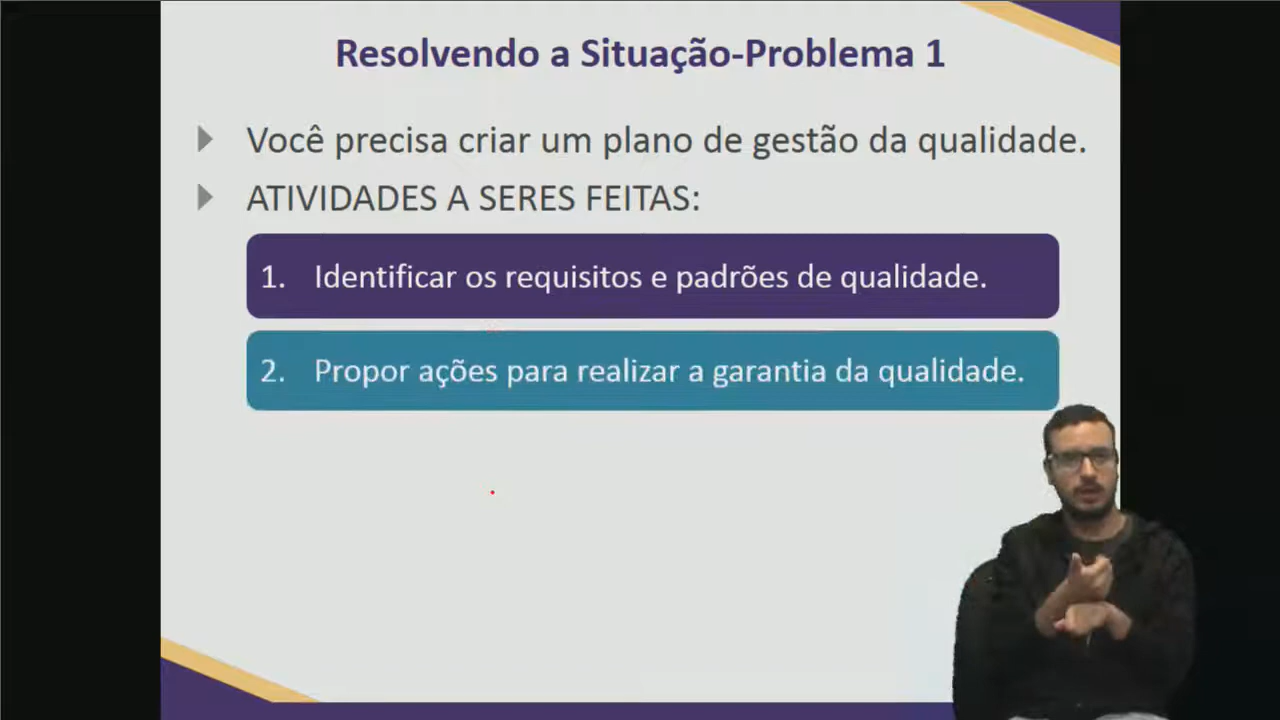 Resolvendo a Situação-Problema 1
Você precisa criar um plano de gestão da qualidade.
ATIVIDADES A SERES FEITAS:
1. Identificar os requisitos e padrões de qualidade.
2. Propor ações para realizar a garantia da qualidade.